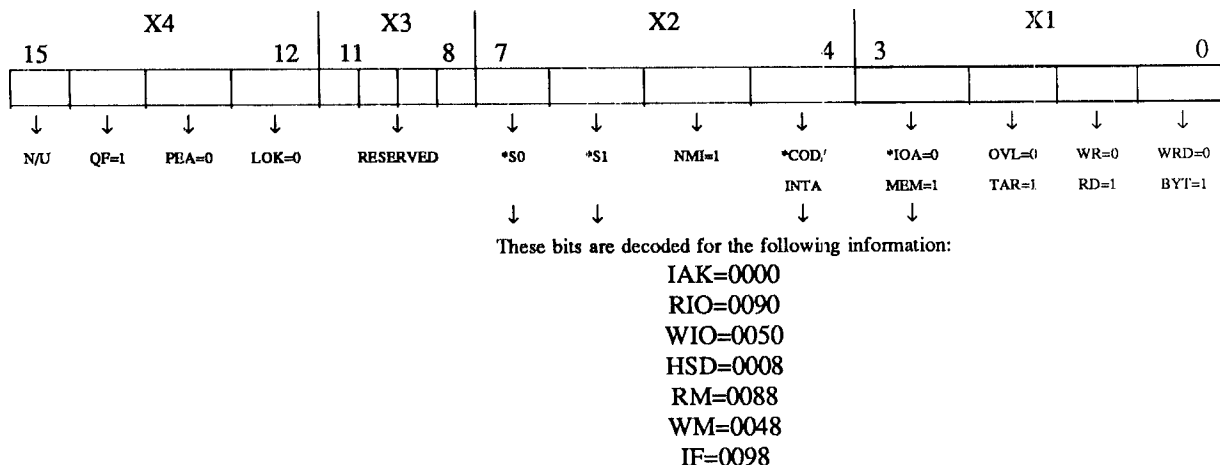 X4 X3 X2 X1
15 12 11 8 7 4 3 0
N/U QF=1 PEA=0 LOK=0 RESERVED *S0 *S1 NMI=1 *COD/ *IOA=0 OVL=0 WR=0 WRD=0
INTA MEM=1 TAR=1 RD=1 BYT=1
These bits are decoded for the following information:
IAK=0000
RIO=0090
WIO=0050
HSD=0008
RM=0088
WM=0048
IF=0098